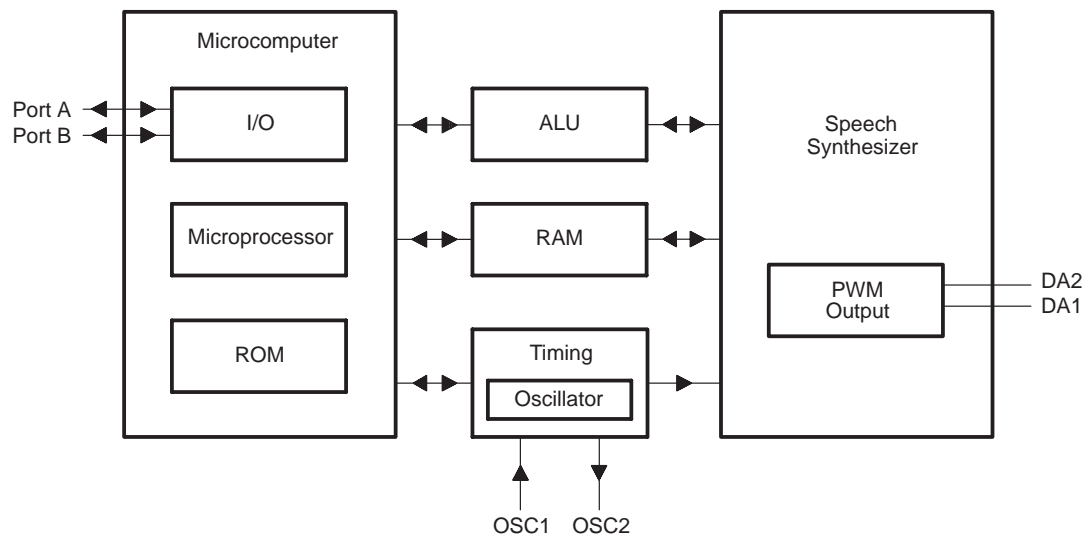 Microcomputer
Port A
Port B
I/O
ALU
Speech
Synthesizer
Microprocessor
RAM
PWM
Output
DA2
DA1
ROM
Timing
Oscillator
OSC1
OSC2